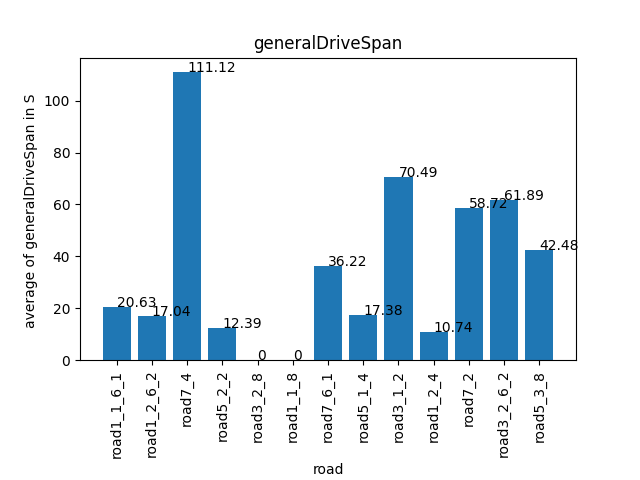 generalDriveSpan
average of generalDriveSpan in S
100
80
60
40
20
0
20.63
17.04
111.12
12.39
0
0
36.22
17.38
70.49
10.74
58.72
61.89
42.48
road1_1_6_1
road1_2_6_2
road7_4
road5_2_2
road3_2_8
road1_1_8
road7_6_1
road5_1_4
road3_1_2
road1_2_4
road7_2
road3_2_6_2
road5_3_8
road